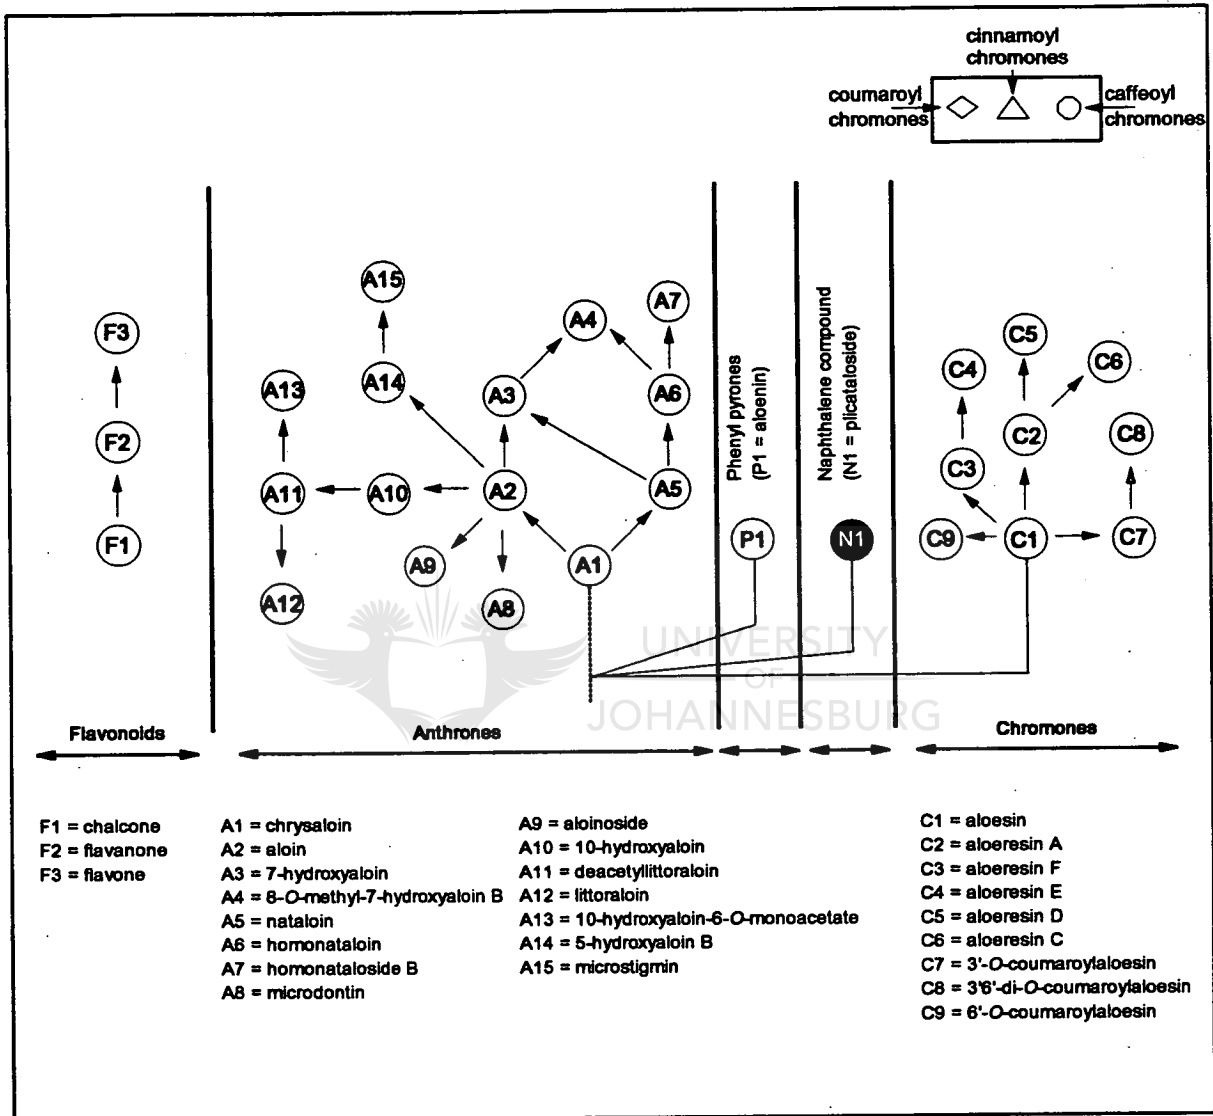 cinnamoyl
chromones
coumaroyl
chromones
caffeoyl
chromones
A15
A7
A4
F3
C5
C6
C4
A14
A13
A3
A6
Phenyl pyrones
(P1 = aloenin)
Naphthalene compound
(N1 = plicataloside)
F2
C2
C8
C3
A11
A10
A2
A5
F1
P1
N1
C9
C1
C7
A9
A1
A12
A8
UNIVERSITY
OF
JOHANNESBURG
Flavonoids
Anthrones
Chromones
F1 = chalcone
F2 = flavanone
F3 = flavone
A1 = chrysaloin
A2 = aloin
A3 = 7-hydroxyaloin
A4 = 8-O-methyl-7-hydroxyaloin B
A5 = nataloin
A6 = homonataloin
A7 = homonataloside B
A8 = microdontin
A9 = aloinoside
A10 = 10-hydroxyaloin
A11 = deacetyllittoraloin
A12 = littoraloin
A13 = 10-hydroxyaloin-6-O-monoacetate
A14 = 5-hydroxyaloin B
A15 = microstigmin
C1 = aloesin
C2 = aloeresin A
C3 = aloeresin F
C4 = aloeresin E
C5 = aloeresin D
C6 = aloeresin C
C7 = 3'-O-coumaroylaloesin
C8 = 3'6'-di-O-coumaroylaloesin
C9 = 6'-O-coumaroylaloesin